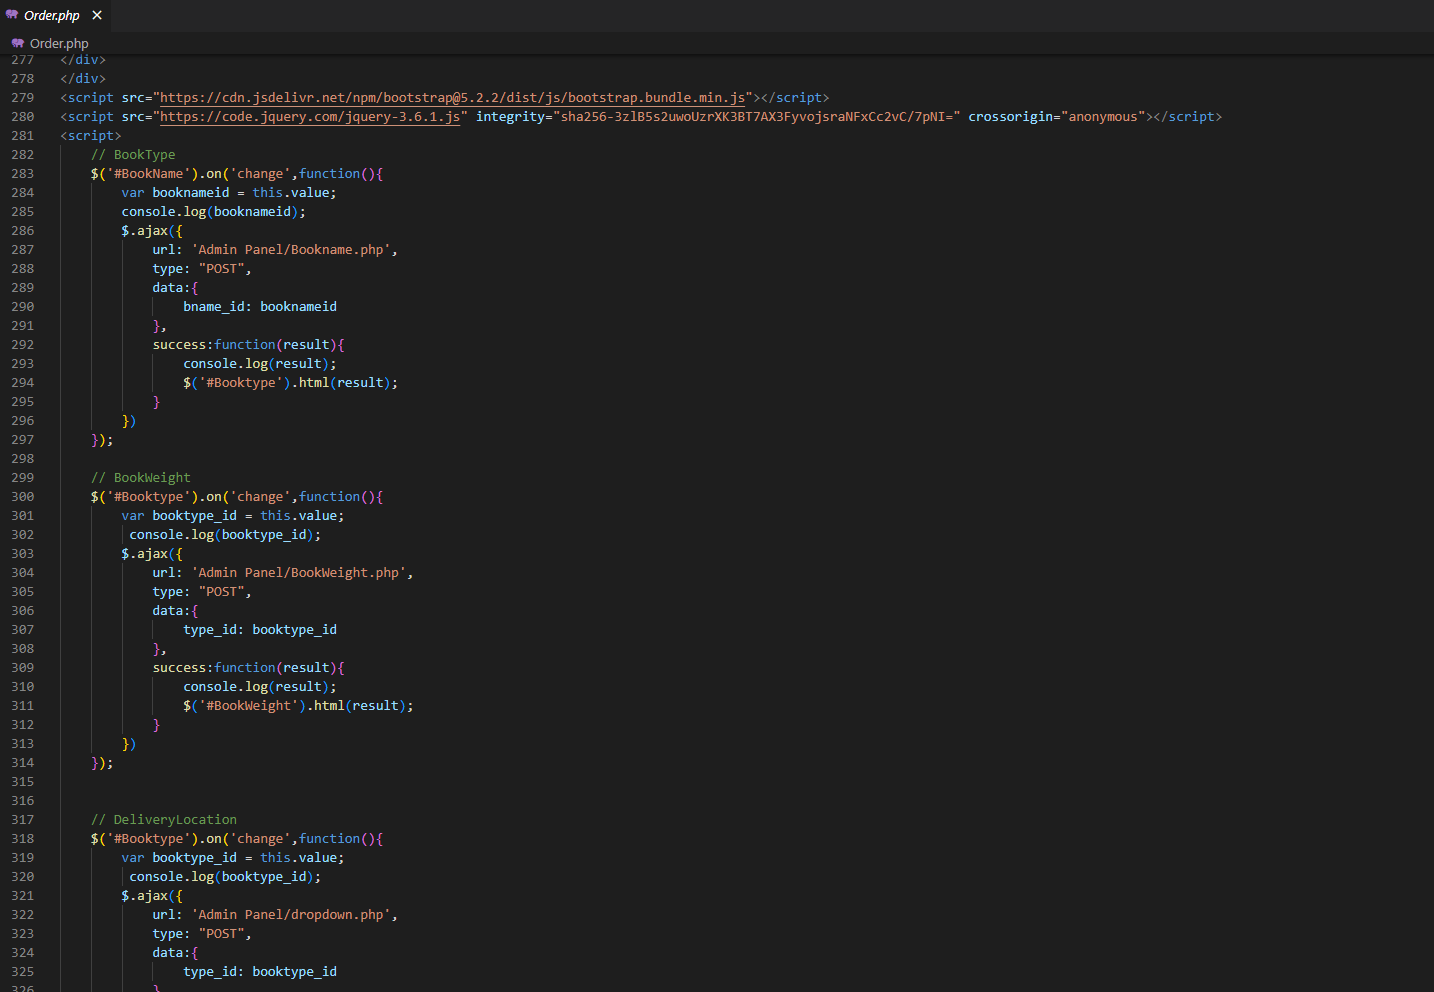 Order.php ×
Order.php
277 </div>
278 </div>
279 <script src="https://cdn.jsdelivr.net/npm/bootstrap@5.2.2/dist/js/bootstrap.bundle.min.js"></script>
280 <script src="https://code.jquery.com/jquery-3.6.1.js" integrity="sha256-3zlB5s2uwoUzrXK3BT7AX3FyvojsraNFxCc2vC/7pNI=" crossorigin="anonymous"></script>
281 <script>
282 // BookType
283 $('#BookName').on('change',function(){
284 var booknameid = this.value;
285 console.log(booknameid);
286 $.ajax({
287 url: 'Admin Panel/Bookname.php',
288 type: "POST",
289 data:{
290 bname_id: booknameid
291 },
292 success:function(result){
293 console.log(result);
294 $('#Booktype').html(result);
295 }
296 })
297 });
298
299 // BookWeight
300 $('#Booktype').on('change',function(){
301 var booktype_id = this.value;
302 console.log(booktype_id);
303 $.ajax({
304 url: 'Admin Panel/BookWeight.php',
305 type: "POST",
306 data:{
307 type_id: booktype_id
308 },
309 success:function(result){
310 console.log(result);
311 $('#BookWeight').html(result);
312 }
313 })
314 });
315
316
317 // DeliveryLocation
318 $('#Booktype').on('change',function(){
319 var booktype_id = this.value;
320 console.log(booktype_id);
321 $.ajax({
322 url: 'Admin Panel/dropdown.php',
323 type: "POST",
324 data:{
325 type_id: booktype_id
326 }